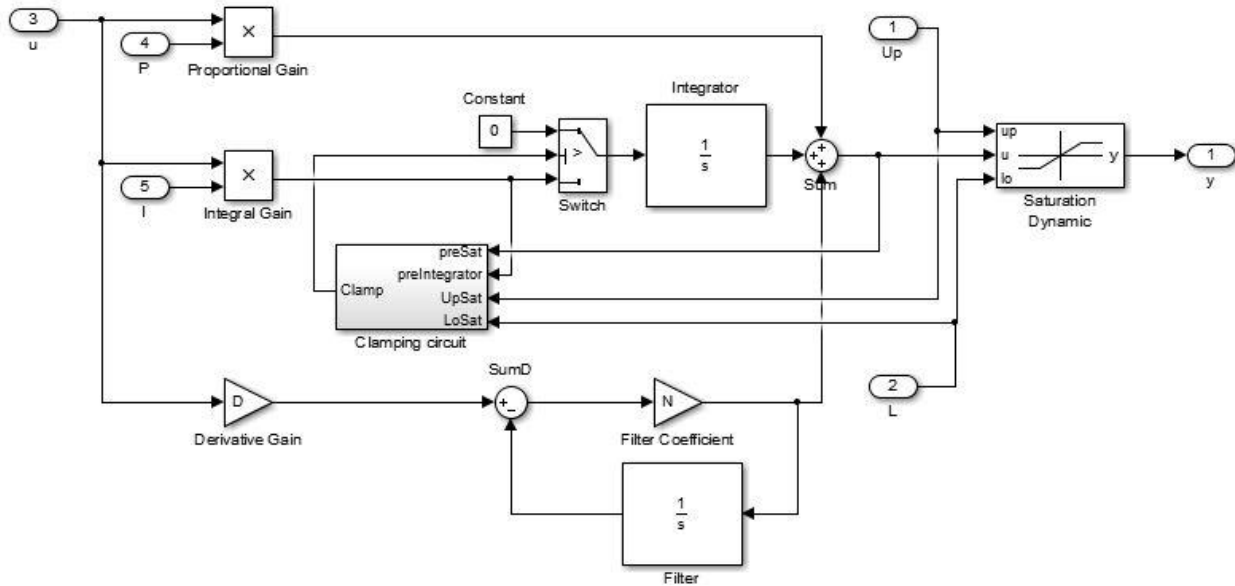 3
u
4
P
×
Proportional Gain
1
Up
Constant
0
Integrator
1
s
>
Switch
+
+
+
Sum
up
u
lo
y
Saturation
Dynamic
1
y
×
5
I
Integral Gain
preSat
preIntegrator
UpSat
LoSat
Clamp
Clamping circuit
2
L
SumD
+
−
D
Derivative Gain
N
Filter Coefficient
1
s
Filter